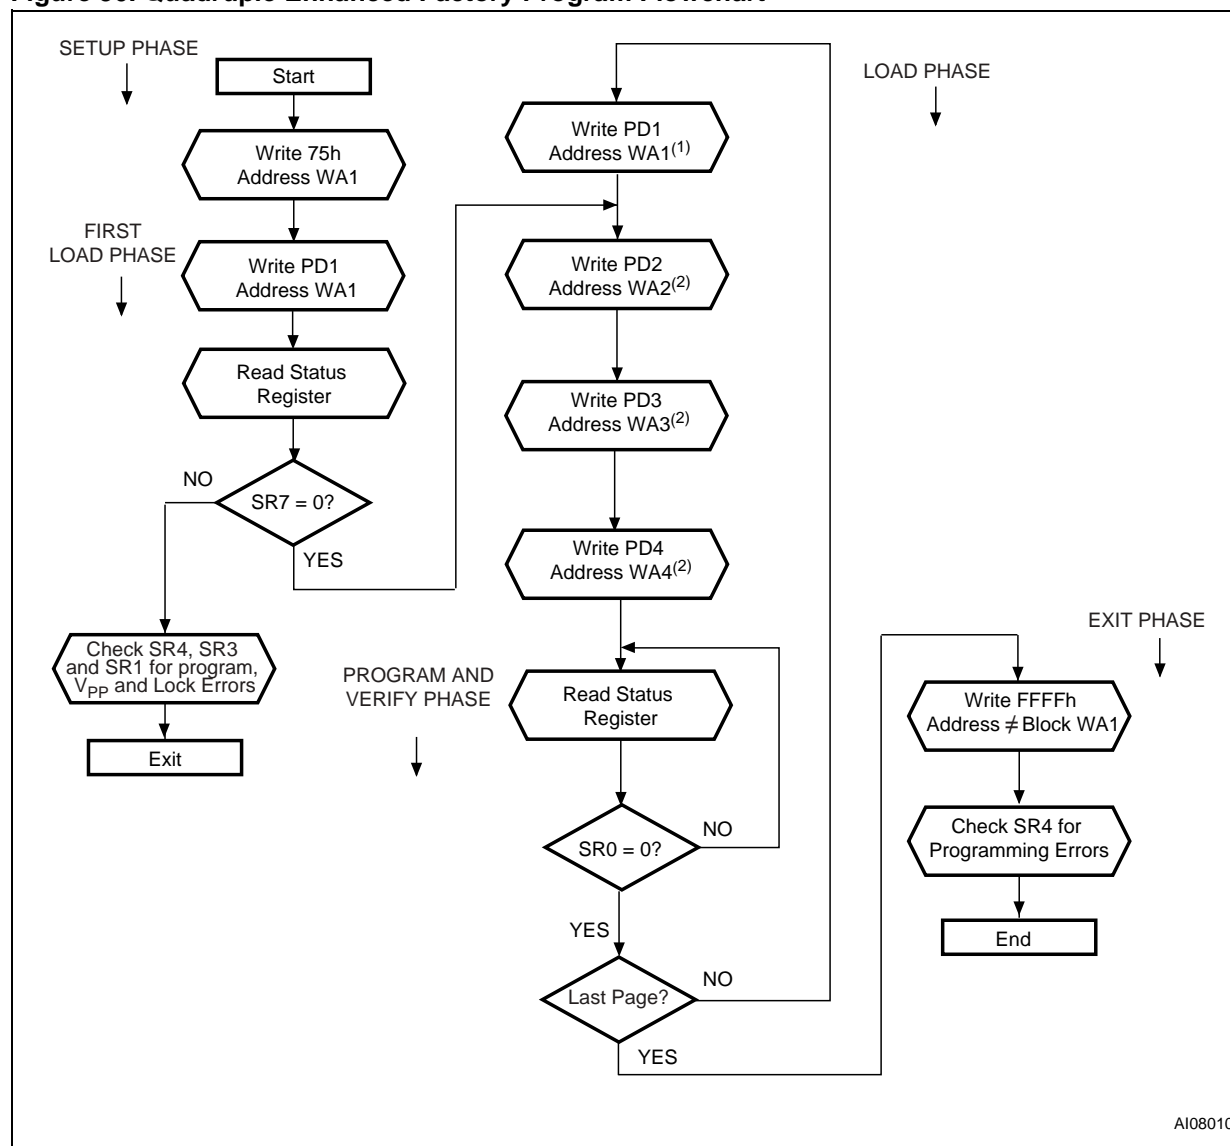 SETUP PHASE
Start
Write 75h
Address WA1
FIRST
LOAD PHASE
Write PD1
Address WA1
Read Status
Register
NO
SR7 = 0?
YES
Check SR4, SR3
and SR1 for program,
VPP and Lock Errors
Exit
LOAD PHASE
Write PD1
Address WA1(1)
Write PD2
Address WA2(2)
Write PD3
Address WA3(2)
Write PD4
Address WA4(2)
PROGRAM AND
VERIFY PHASE
Read Status
Register
NO
SR0 = 0?
YES
NO
Last Page?
YES
EXIT PHASE
Write FFFFh
Address ≠ Block WA1
Check SR4 for
Programming Errors
End
AI08010